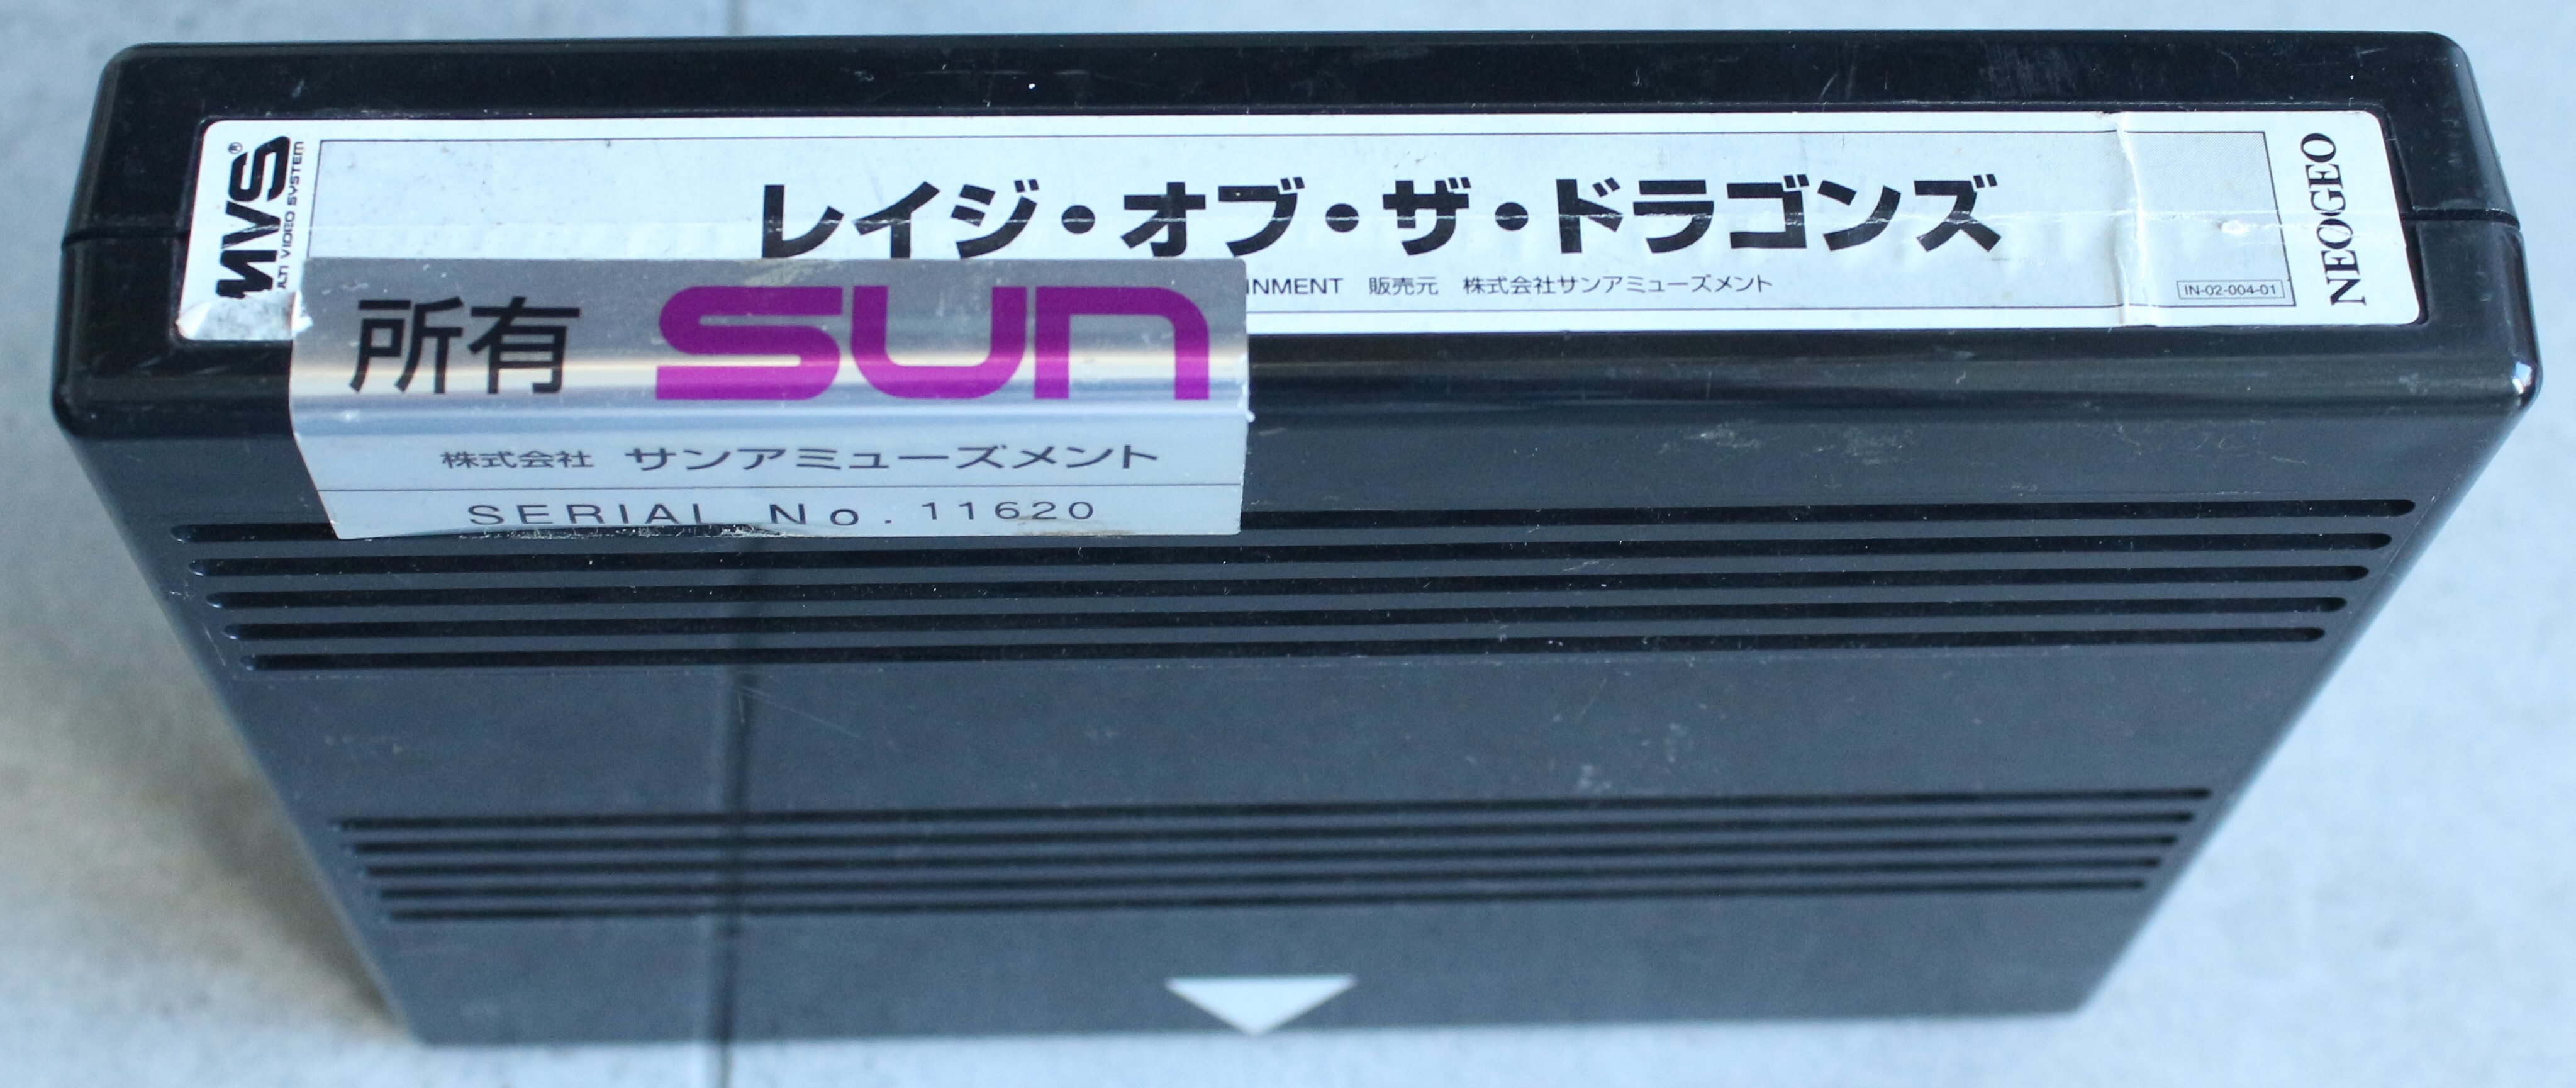 MVS®
MULTI VIDEO SYSTEM
レイジ・オブ・ザ・ドラゴンズ
販売元 株式会社サンアミューズメント
IN-02-004-01
NEOGEO
所有 SUN
株式会社 サンアミューズメント
SERIAL No.11620